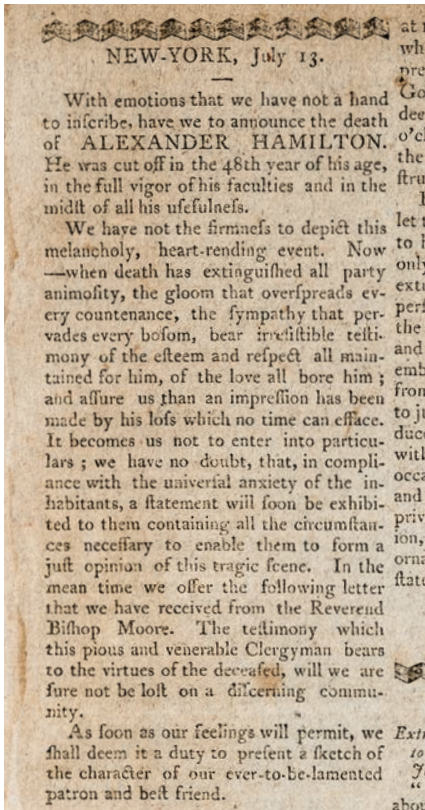 NEW-YORK, July 13.
With emotions that we have not a hand
to inſcribe, have we to announce the death
of ALEXANDER HAMILTON.
He was cut off in the 48th year of his age,
in the full vigor of his faculties and in the
midſt of all his uſefulneſs.
We have not the firmneſs to depict this
melancholy, heart-rending event. Now
—when death has extinguiſhed all party
animoſity, the gloom that overſpreads ev-
ery countenance, the ſympathy that per-
vades every boſom, bear irreſiſtible teſti-
mony of the eſteem and reſpect all main-
tained for him, of the love all bore him ;
and aſſure us than an impreſſion has been
made by his loſs which no time can efface.
It becomes us not to enter into particu-
lars ; we have no doubt, that, in compli-
ance with the univerſal anxiety of the in-
habitants, a ſtatement will ſoon be exhibi-
ted to them containing all the circumſtan-
ces neceſſary to enable them to form a
juſt opinion of this tragic ſcene. In the
mean time we offer the following letter
that we have received from the Reverend
Biſhop Moore. The teſtimony which
this pious and venerable Clergyman bears
to the virtues of the deceaſed, will we are
ſure not be loſt on a diſcerning commu-
nity.
As ſoon as our feelings will permit, we
ſhall deem it a duty to preſent a ſketch of
the character of our ever-to-be-lamented
patron and beſt friend.